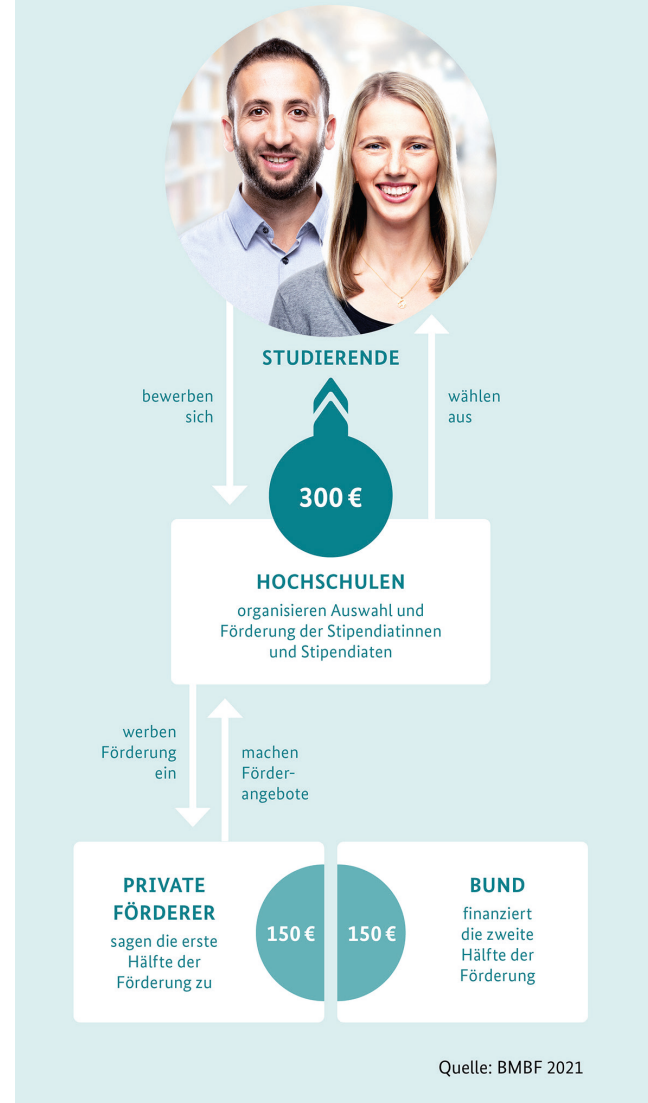 STUDIERENDE
bewerben
sich
wählen
aus
300 €
HOCHSCHULEN
organisieren Auswahl und
Förderung der Stipendiatinnen
und Stipendiaten
werben
Förderung
ein
machen
Förder-
angebote
PRIVATE
FÖRDERER
sagen die erste
Hälfte der
Förderung zu
150 €
150 €
BUND
finanziert
die zweite
Hälfte der
Förderung
Quelle: BMBF 2021